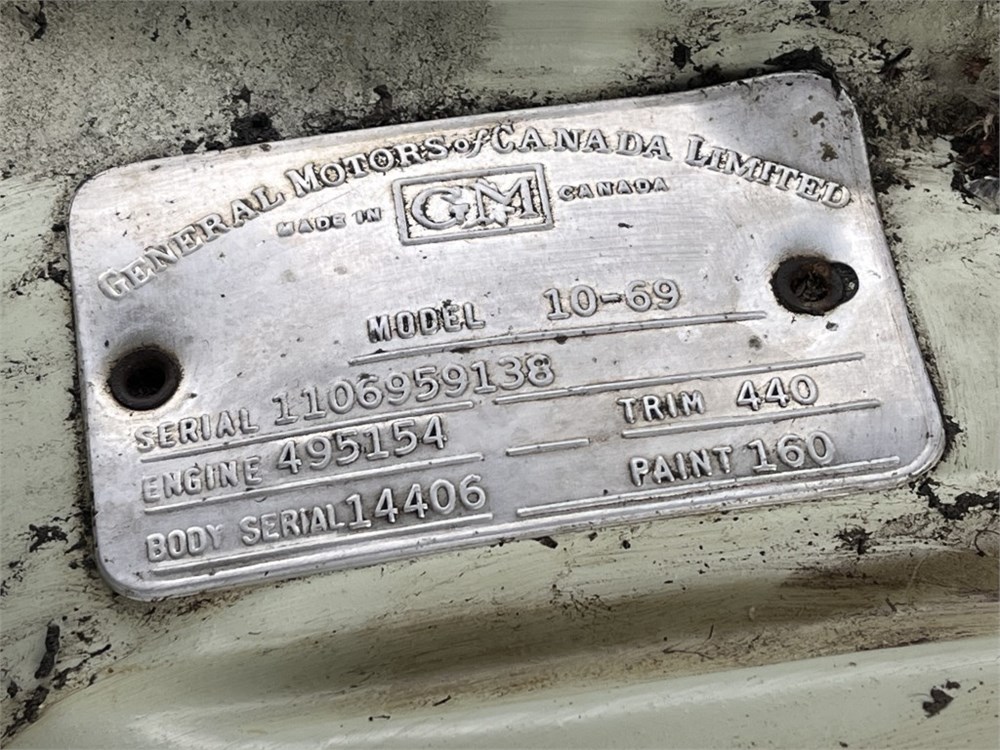 GENERAL MOTORS of CANADA LIMITED
MADE IN GM CANADA
MODEL 10-69
SERIAL 1106959138
ENGINE 495154 TRIM 440
BODY SERIAL 14406 PAINT 160